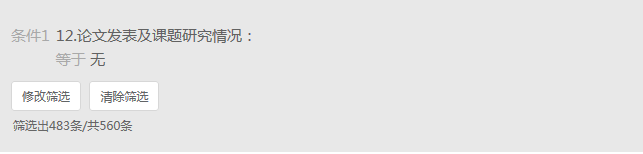 条件1 12.论文发表及课题研究情况：
等于 无
修改筛选 清除筛选
筛选出483条/共560条